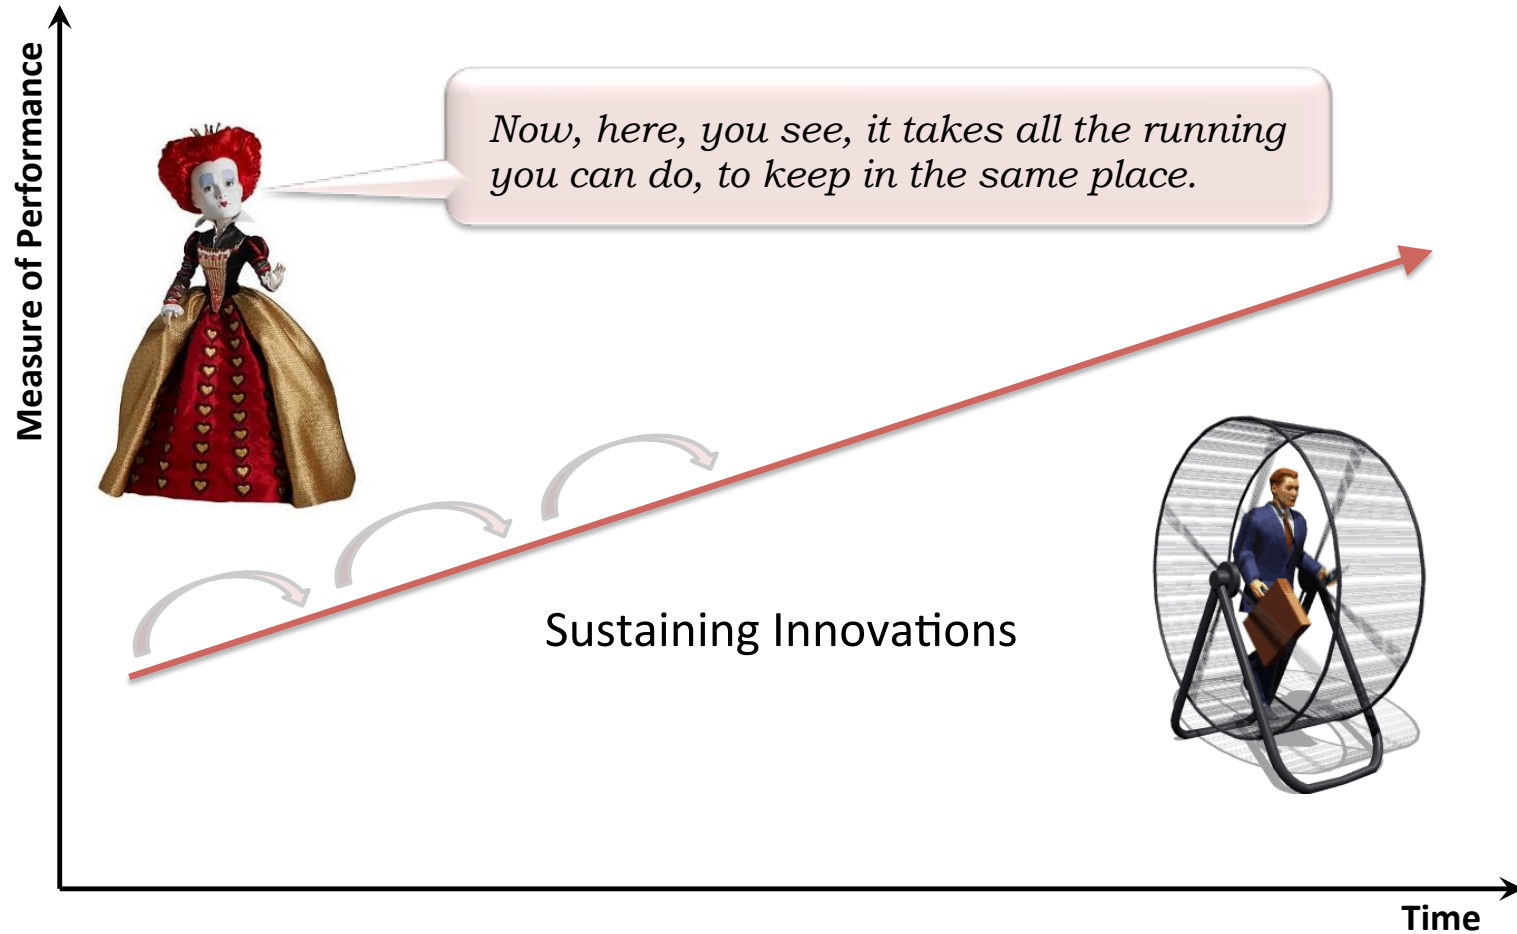 Measure of Performance
Now, here, you see, it takes all the running
you can do, to keep in the same place.
Sustaining Innovations
Time